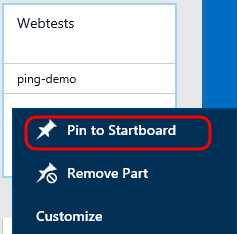 Webtests
ping-demo
Pin to Startboard
Remove Part
Customize